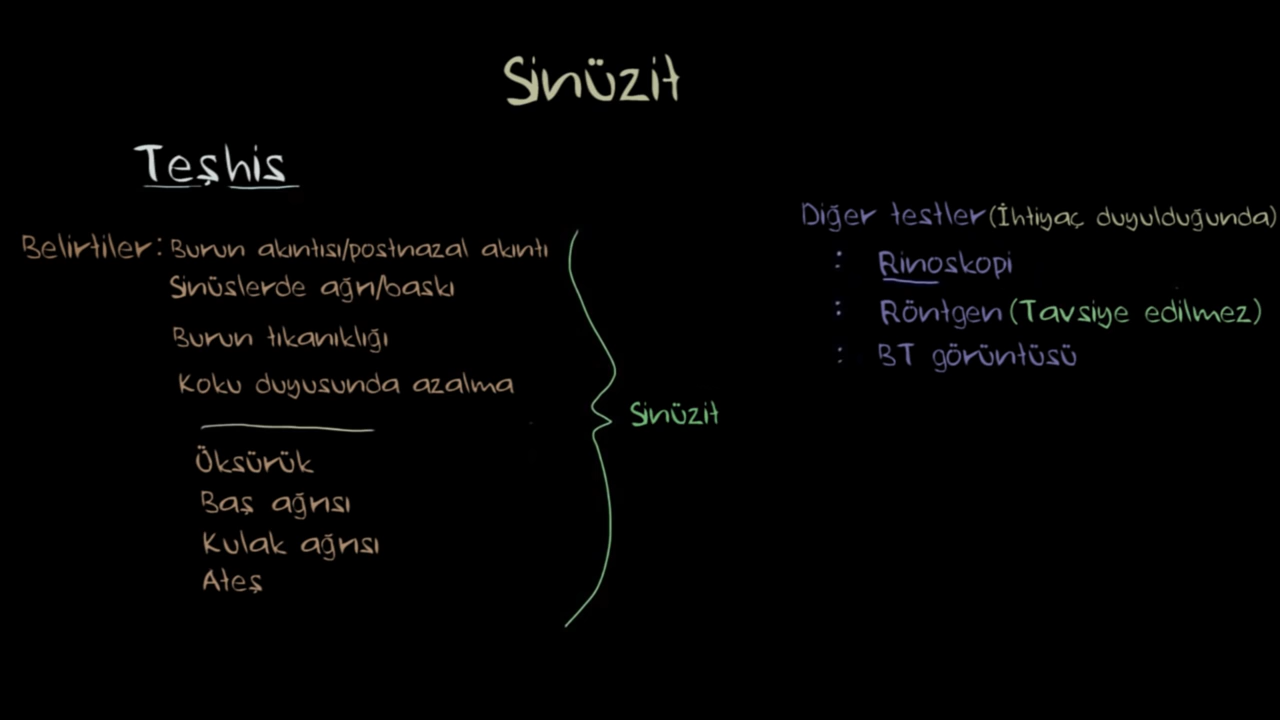 Sinüzit
Teşhis
Belirtiler: Burun akıntısı/postnazal akıntı
Sinüslerde ağrı/baskı
Burun tıkanıklığı
Koku duyusunda azalma
Öksürük
Baş ağrısı
Kulak ağrısı
Ateş
Sinüzit
Diğer testler (İhtiyaç duyulduğunda)
: Rinoskopi
: Röntgen (Tavsiye edilmez)
: BT görüntüsü